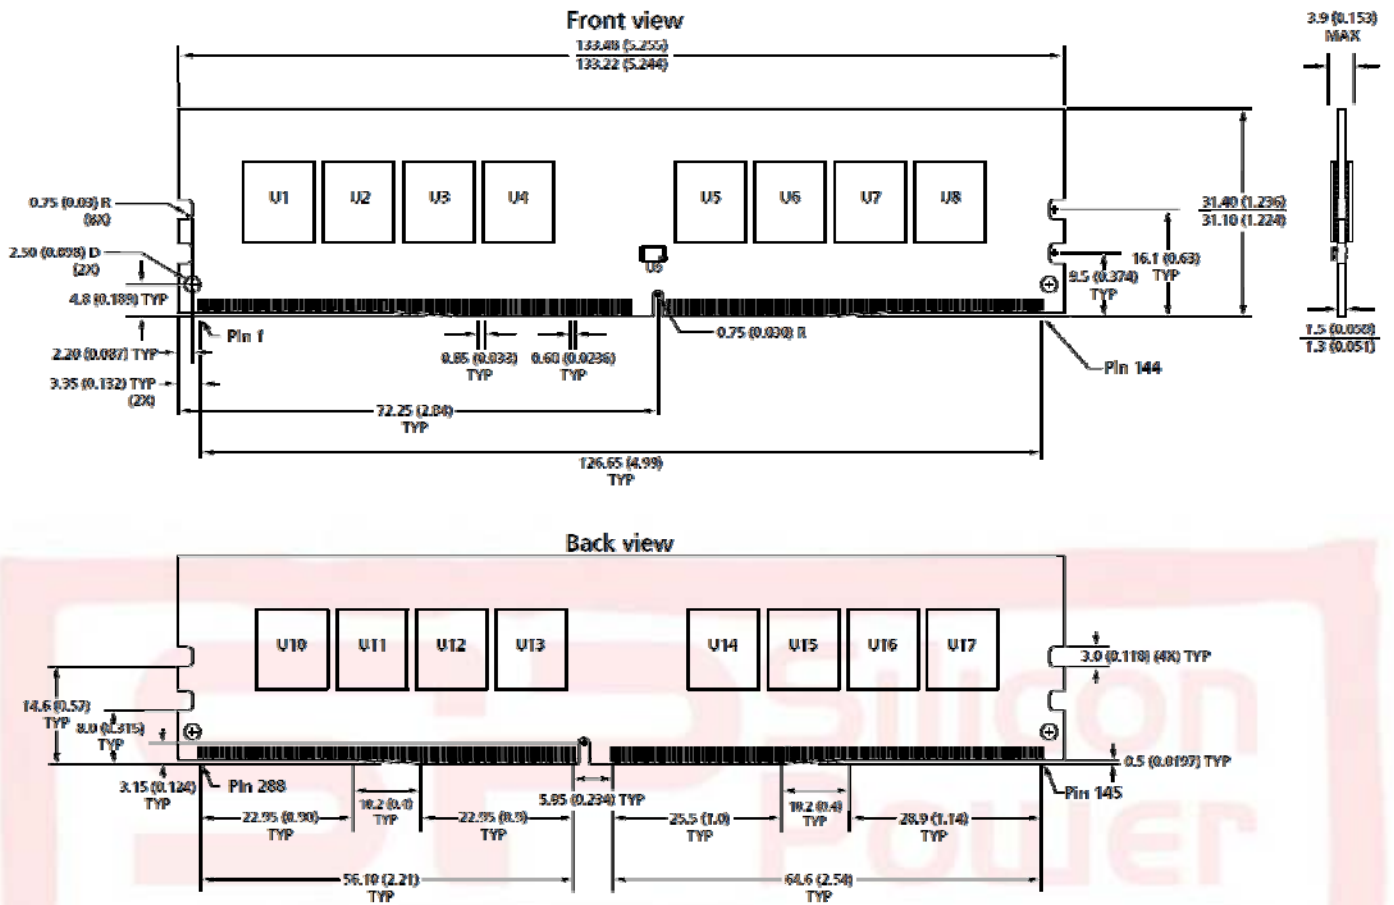 Front view
133.48 (5.255)
133.22 (5.244)
3.9 (0.153)
MAX
U1 U2 U3 U4 U5 U6 U7 U8
0.75 (0.03) R
(8X)
2.50 (0.098) D
(2X)
4.8 (0.189) TYP
U9
31.40 (1.236)
31.10 (1.224)
16.1 (0.63)
TYP
9.5 (0.374)
TYP
Pin 1
0.75 (0.030) R
2.20 (0.087) TYP
0.85 (0.033)
TYP
0.60 (0.0236)
TYP
1.5 (0.059)
1.3 (0.051)
Pin 144
3.35 (0.132) TYP
(2X)
72.25 (2.84)
TYP
126.65 (4.99)
TYP
Back view
U10 U11 U12 U13 U14 U15 U16 U17
3.0 (0.118) (4X) TYP
14.6 (0.57)
TYP
8.0 (0.315)
TYP
0.5 (0.0197) TYP
3.15 (0.124)
TYP
Pin 288
5.95 (0.234) TYP
Pin 145
22.95 (0.90)
TYP
10.2 (0.4)
TYP
22.95 (0.9)
TYP
25.5 (1.0)
TYP
10.2 (0.4)
TYP
28.9 (1.14)
TYP
56.10 (2.21)
TYP
64.6 (2.54)
TYP
SP Silicon
Power